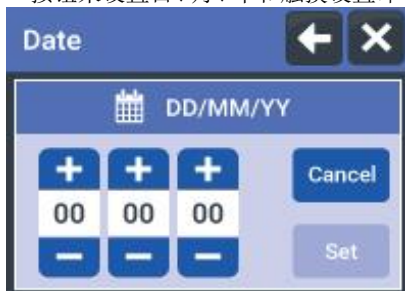 Date
DD/MM/YY
+ + +
Cancel
00 00 00
− − −
Set